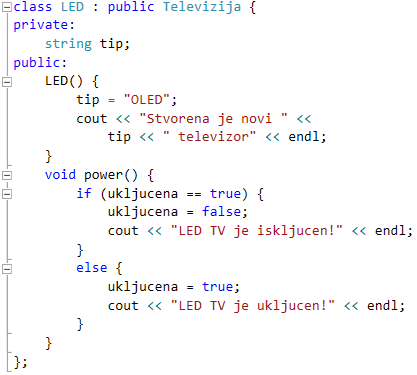 class LED : public Televizija {
private:
    string tip;
public:
    LED() {
        tip = "OLED";
        cout << "Stvorena je novi " <<
            tip << " televizor" << endl;
    }
    void power() {
        if (ukljucena == true) {
            ukljucena = false;
            cout << "LED TV je iskljucen!" << endl;
        }
        else {
            ukljucena = true;
            cout << "LED TV je ukljucen!" << endl;
        }
    }
};